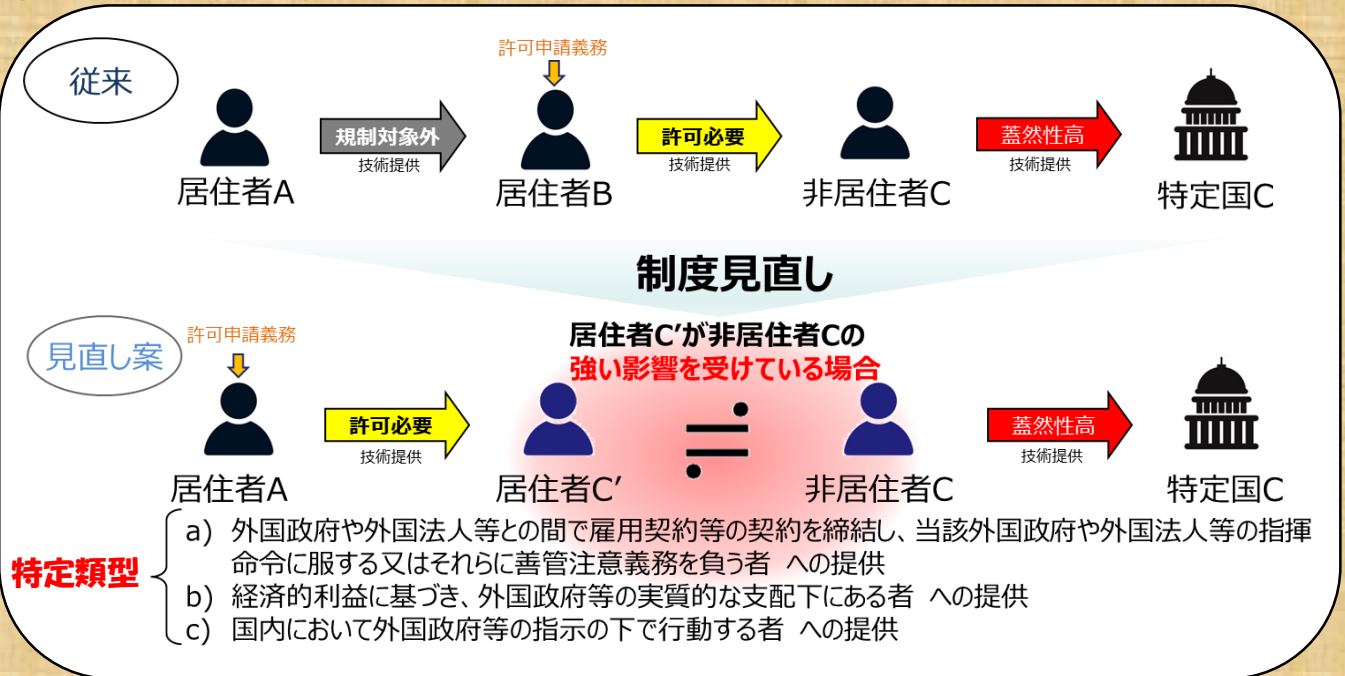 許可申請義務
従来
規制対象外
技術提供
許可必要
技術提供
蓋然性高
技術提供
居住者A
居住者B
非居住者C
特定国C
制度見直し
見直し案
許可申請義務
居住者C′が非居住者Cの
強い影響を受けている場合
許可必要
技術提供
≒
蓋然性高
技術提供
居住者A
居住者C′
非居住者C
特定国C
特定類型
a) 外国政府や外国法人等との間で雇用契約等の契約を締結し、当該外国政府や外国法人等の指揮
命令に服する又はそれらに善管注意義務を負う者 への提供
b) 経済的利益に基づき、外国政府等の実質的な支配下にある者 への提供
c) 国内において外国政府等の指示の下で行動する者 への提供